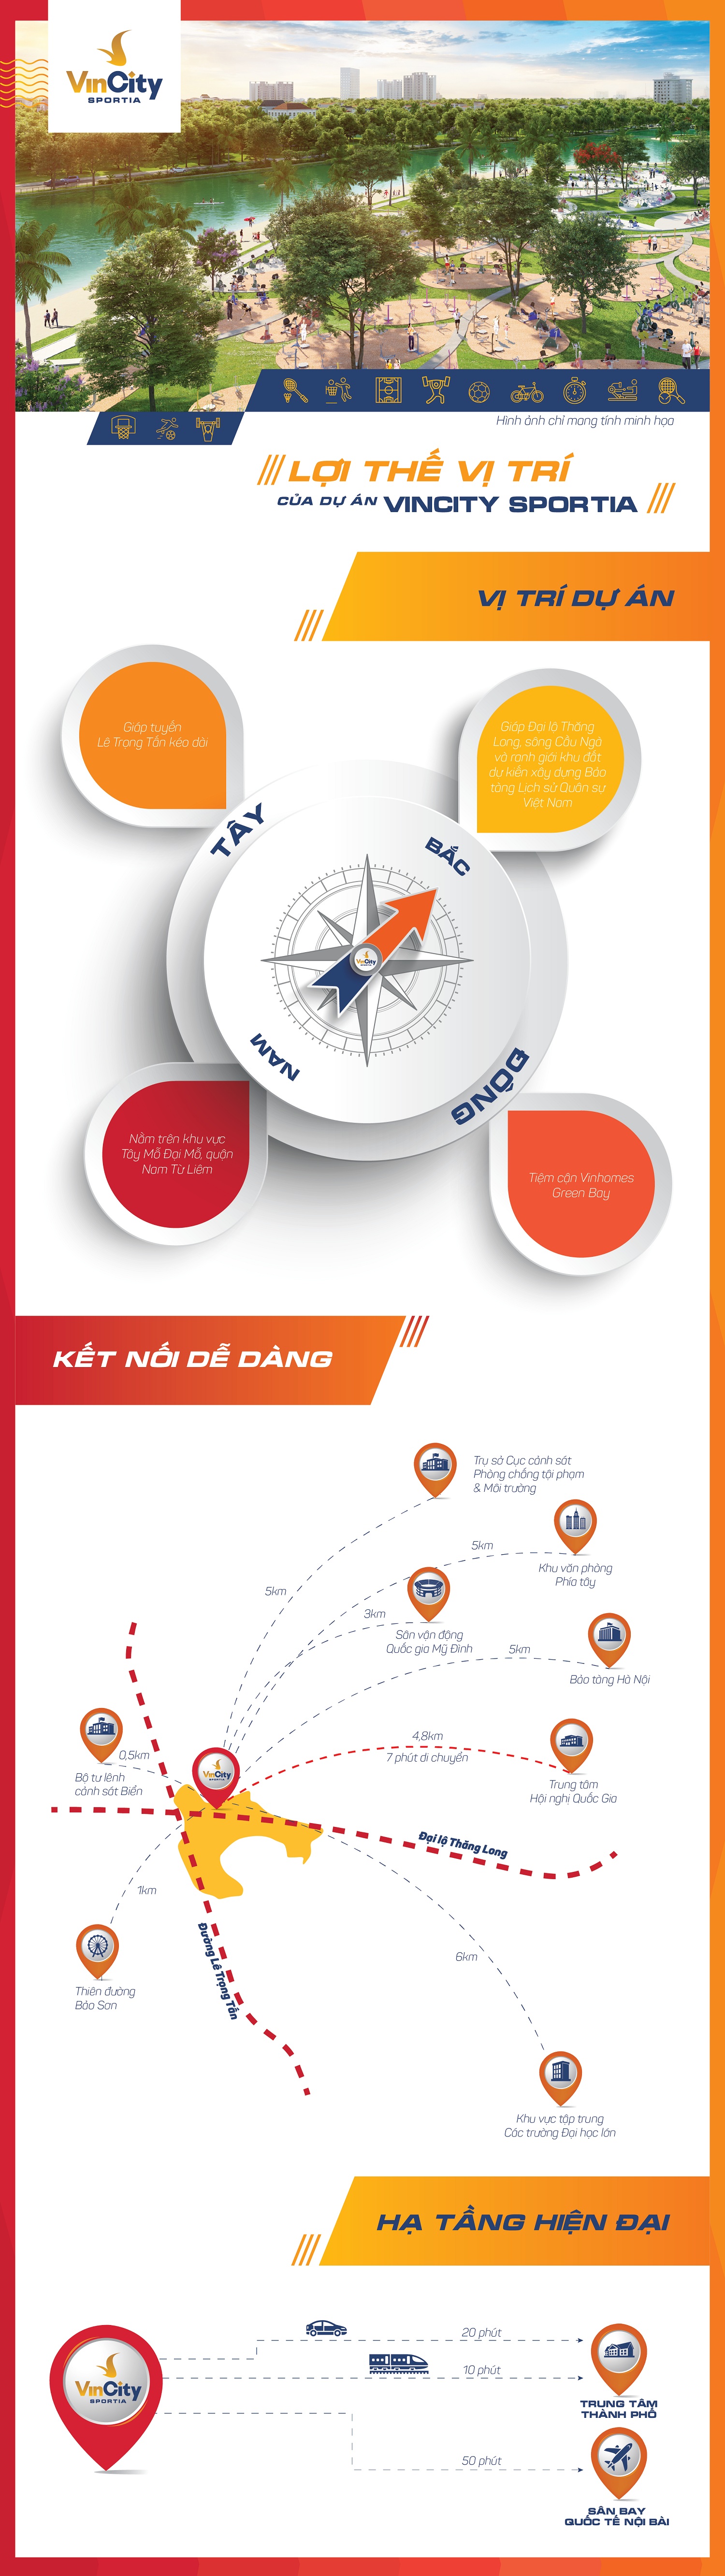 VinCity
SPORTIA
Hình ảnh chỉ mang tính minh họa
LỢI THẾ VỊ TRÍ
CỦA DỰ ÁN VINCITY SPORTIA
VỊ TRÍ DỰ ÁN
Giáp tuyến
Lê Trọng Tấn kéo dài
Giáp Đại lộ Thăng
Long, sông Cầu Ngà
và ranh giới khu đất
dự kiến xây dựng Bảo
tàng Lịch sử Quân sự
Việt Nam
TÂY
BẮC
VinCity
SPORTIA
NAM
ĐÔNG
Nằm trên khu vực
Tây Mỗ Đại Mỗ, quận
Nam Từ Liêm
Tiệm cận Vinhomes
Green Bay
KẾT NỐI DỄ DÀNG
Trụ sở Cục cảnh sát
Phòng chống tội phạm
& Môi trường
5km
Khu văn phòng
Phía tây
5km
3km
Sân vận động
Quốc gia Mỹ Đình
5km
Bảo tàng Hà Nội
0,5km
Bộ tư lệnh
cảnh sát Biển
VinCity
SPORTIA
4,8km
7 phút di chuyển
Trung tâm
Hội nghị Quốc Gia
Đại lộ Thăng Long
1km
Đường Lê Trọng Tấn
Thiên đường
Bảo Sơn
6km
Khu vực tập trung
Các trường Đại học lớn
HẠ TẦNG HIỆN ĐẠI
VinCity
SPORTIA
20 phút
10 phút
TRUNG TÂM
THÀNH PHỐ
50 phút
SÂN BAY
QUỐC TẾ NỘI BÀI